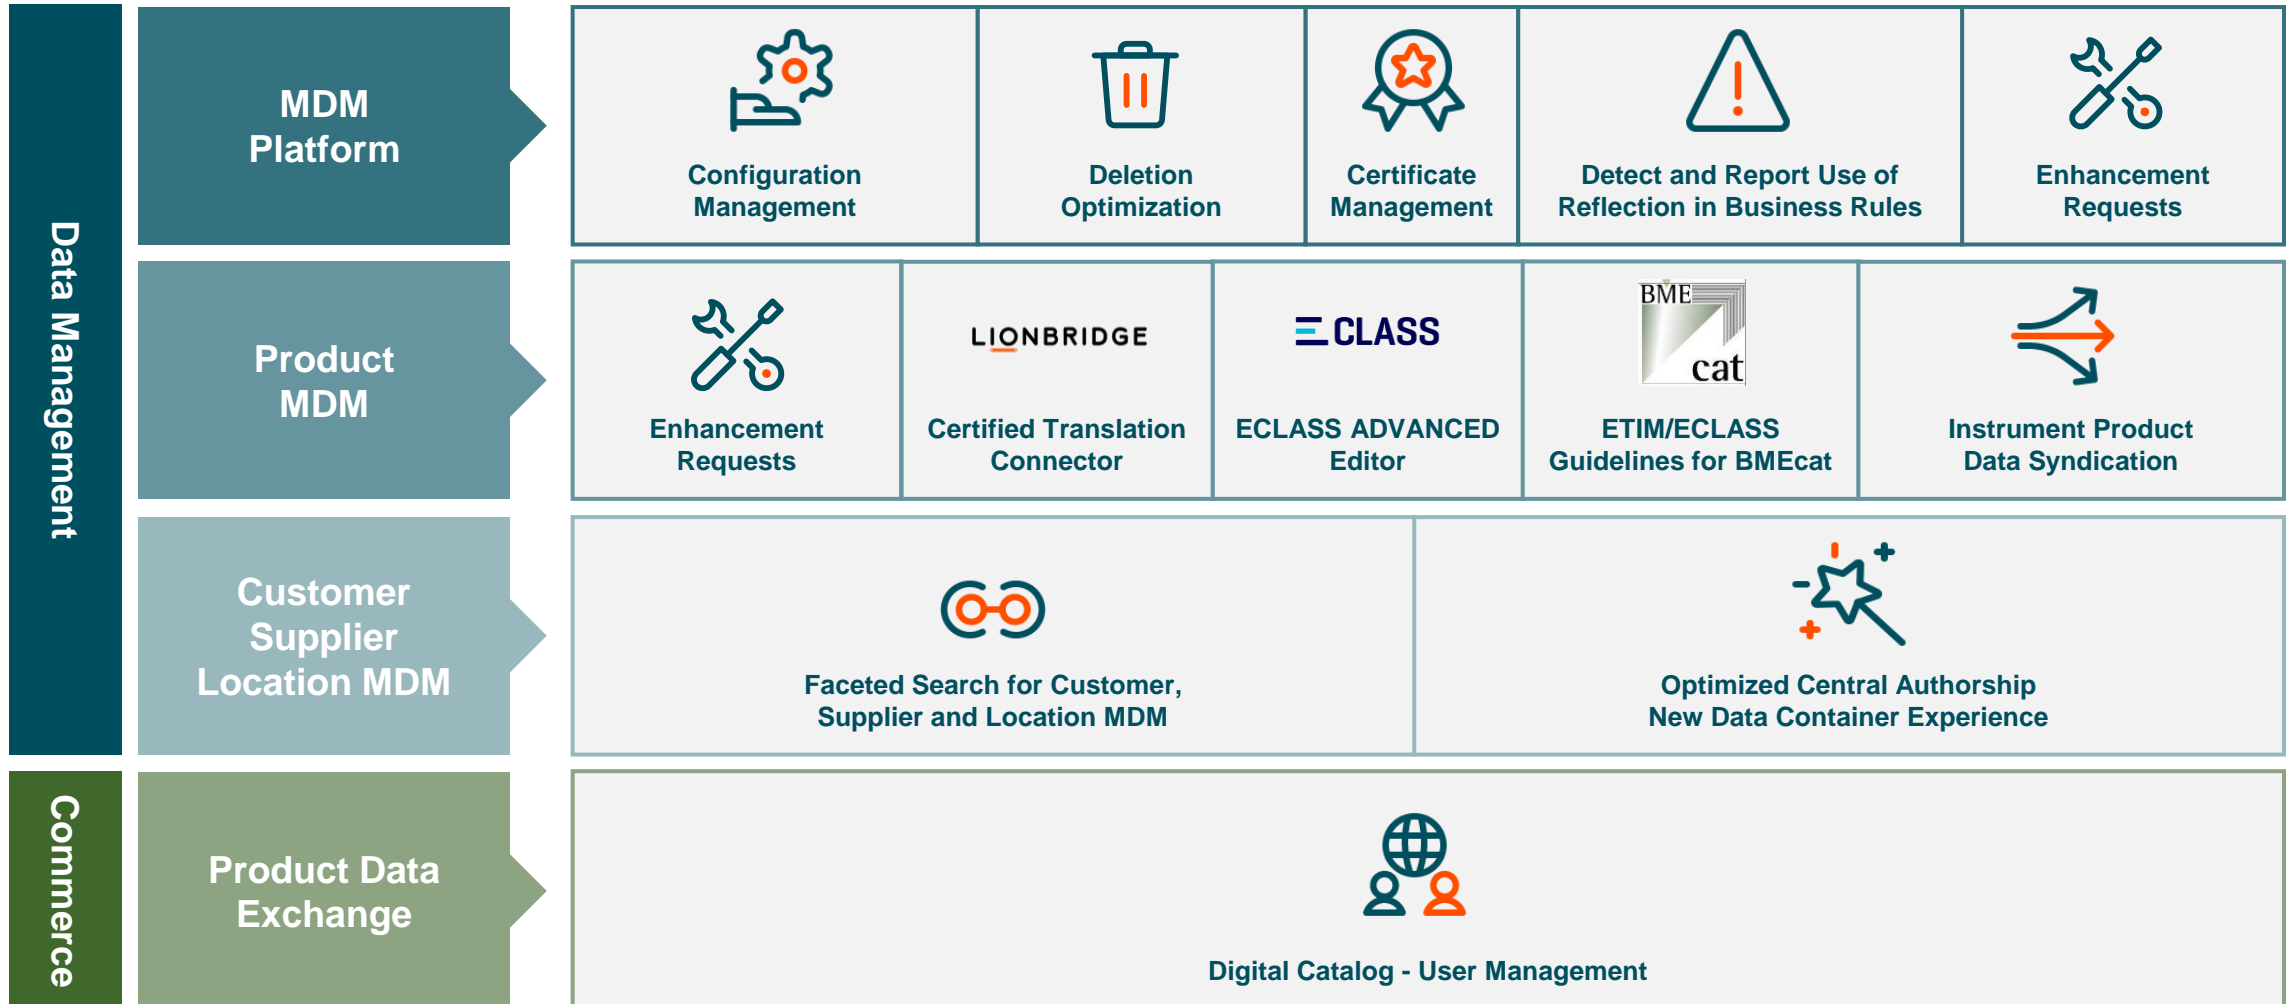 Data Management
MDM
Platform
Configuration
Management
Deletion
Optimization
Certificate
Management
Detect and Report Use of
Reflection in Business Rules
Enhancement
Requests
Product
MDM
Enhancement
Requests
LIONBRIDGE
Certified Translation
Connector
ECLASS
ECLASS ADVANCED
Editor
BME
cat
ETIM/ECLASS
Guidelines for BMEcat
Instrument Product
Data Syndication
Customer
Supplier
Location MDM
Faceted Search for Customer,
Supplier and Location MDM
Optimized Central Authorship
New Data Container Experience
Commerce
Product Data
Exchange
Digital Catalog - User Management